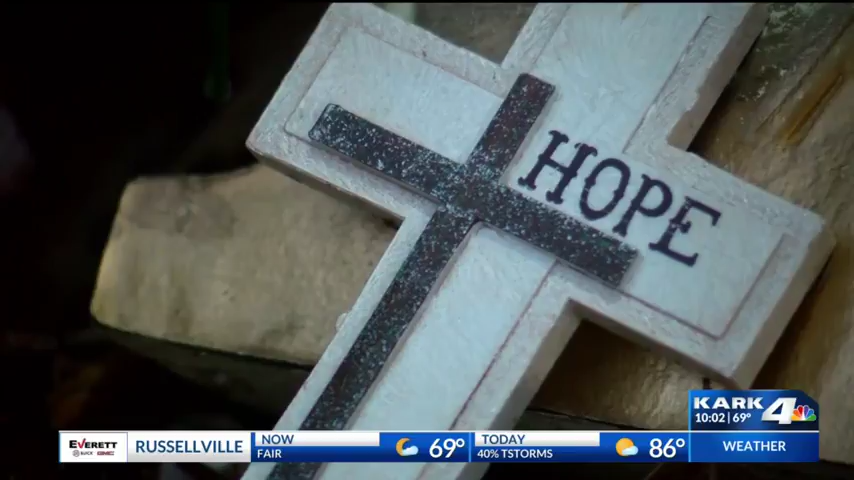 HOPE
KARK 4
10:02 69°
EVERETT
BUICK GMC
RUSSELLVILLE
NOW
FAIR
69°
TODAY
40% TSTORMS
86°
WEATHER